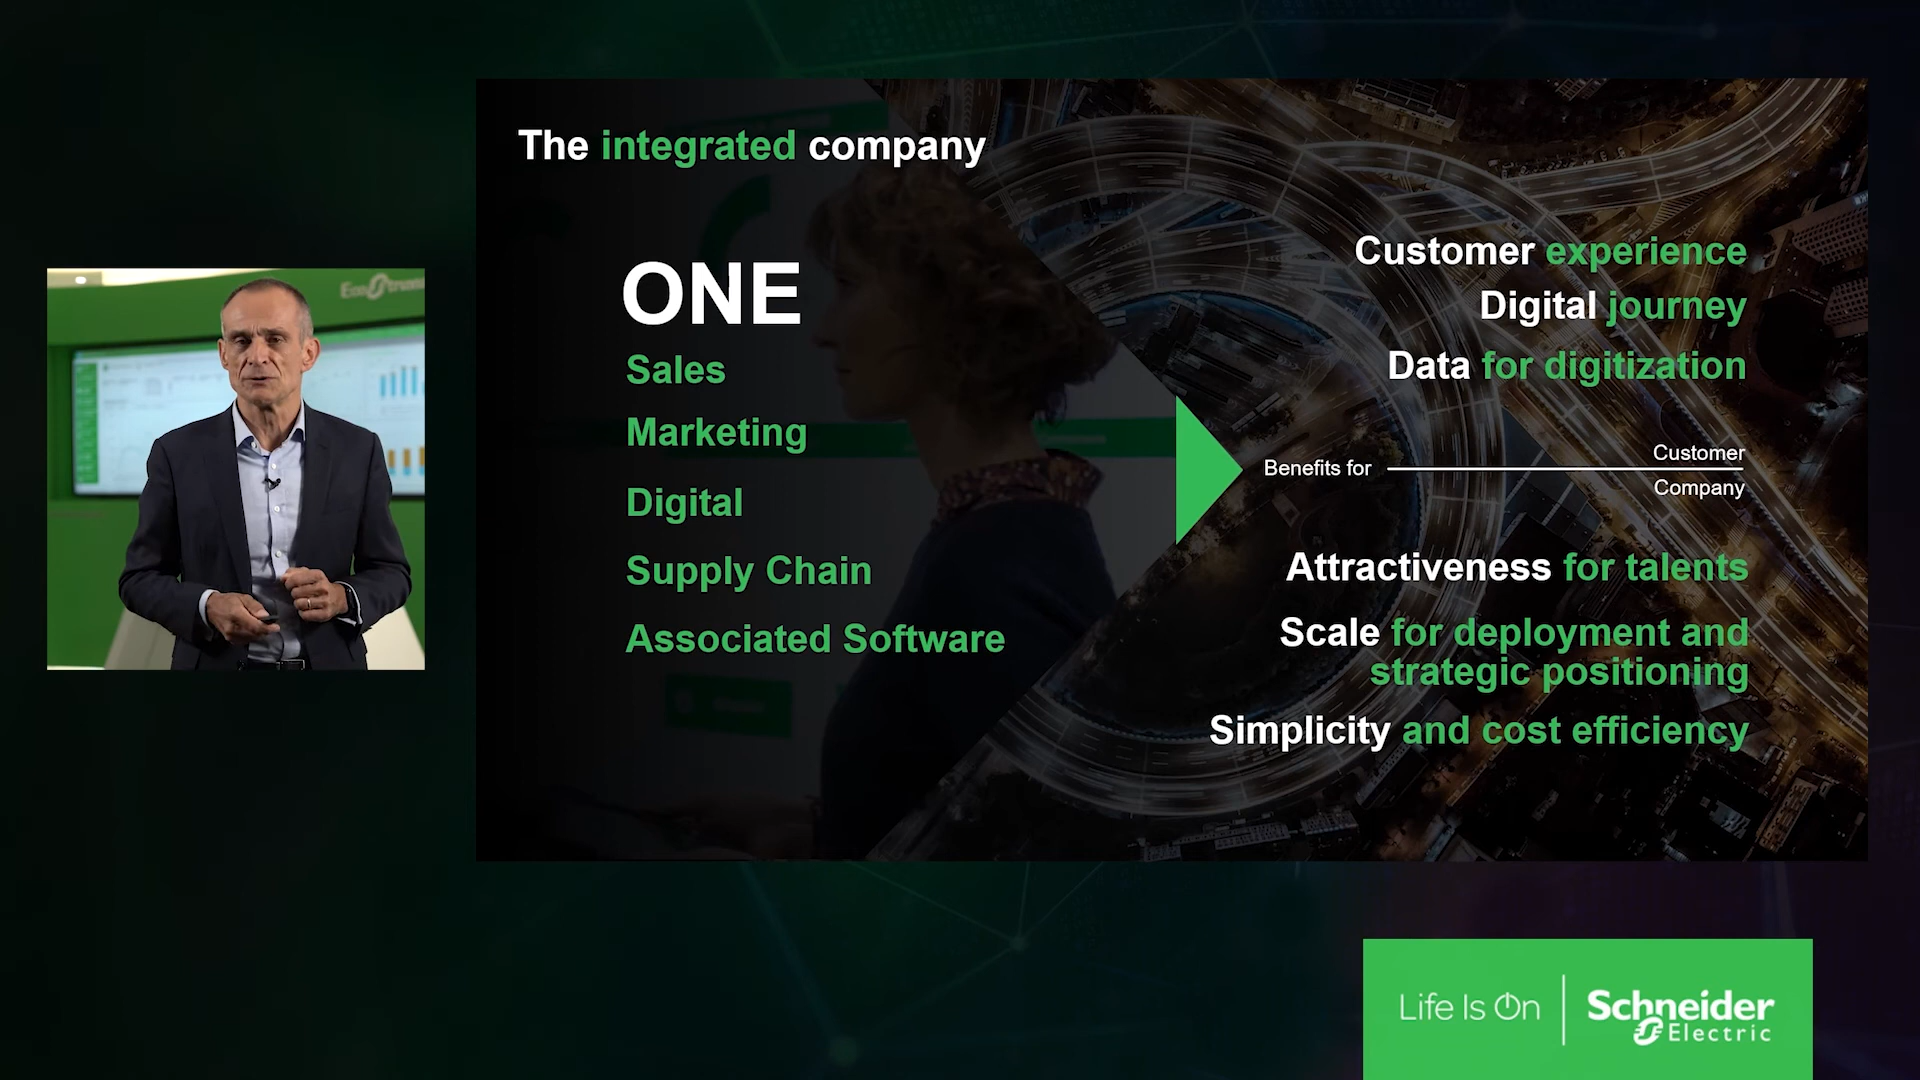 The integrated company
ONE
Sales
Marketing
Digital
Supply Chain
Associated Software
Customer experience
Digital journey
Data for digitization
Benefits for
Customer
Company
Attractiveness for talents
Scale for deployment and
strategic positioning
Simplicity and cost efficiency
Life Is On
Schneider
Electric